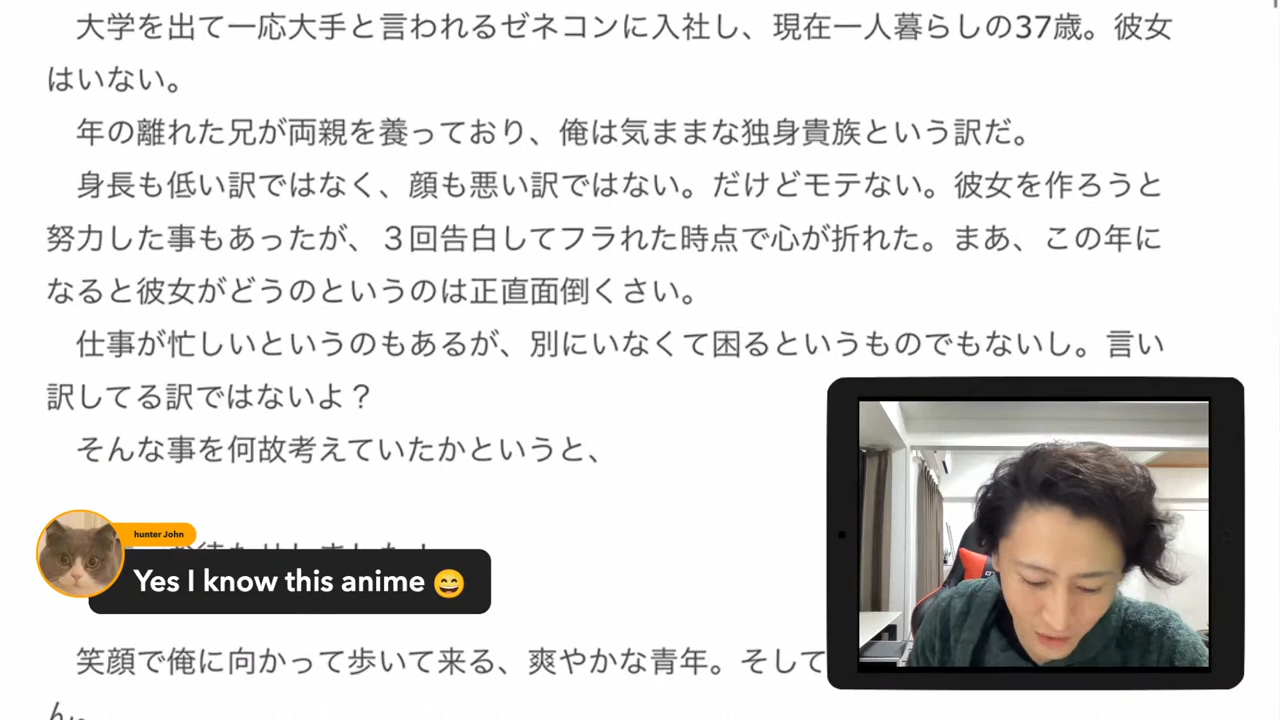 大学を出て一応大手と言われるゼネコンに入社し、現在一人暮らしの37歳。彼女
はいない。
年の離れた兄が両親を養っており、俺は気ままな独身貴族という訳だ。
身長も低い訳ではなく、顔も悪い訳ではない。だけどモテない。彼女を作ろうと
努力した事もあったが、３回告白してフラれた時点で心が折れた。まあ、この年に
なると彼女がどうのというのは正直面倒くさい。
仕事が忙しいというのもあるが、別にいなくて困るというものでもないし。言い
訳してる訳ではないよ？
そんな事を何故考えていたかというと、
hunter John
Yes I know this anime 😄
笑顔で俺に向かって歩いて来る、爽やかな青年。そして